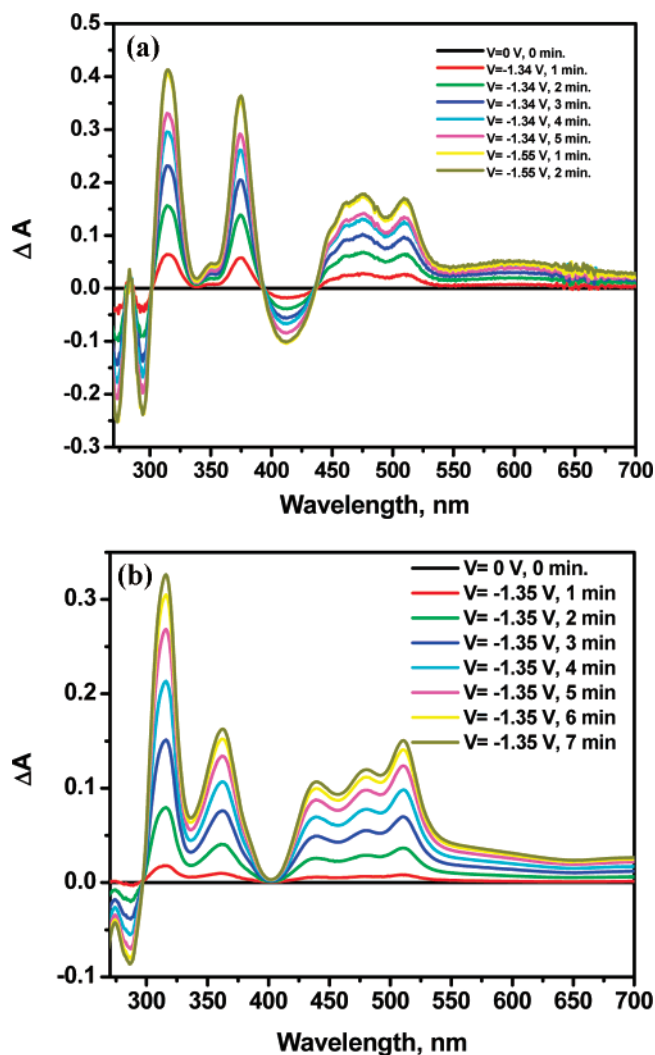 (a)
V=0 V, 0 min.
V=-1.34 V, 1 min.
V= -1.34 V, 2 min.
V= -1.34 V, 3 min.
V= -1.34 V, 4 min.
V= -1.34 V, 5 min.
V= -1.55 V, 1 min.
V= -1.55 V, 2 min.
0.5
0.4
0.3
0.2
0.1
0.0
-0.1
-0.2
-0.3
Δ A
300 350 400 450 500 550 600 650 700
Wavelength, nm
(b)
V= 0 V, 0 min.
V= -1.35 V, 1 min
V= -1.35 V, 2 min
V= -1.35 V, 3 min
V= -1.35 V, 4 min
V= -1.35 V, 5 min
V= -1.35 V, 6 min
V= -1.35 V, 7 min
0.3
0.2
0.1
0.0
-0.1
ΔA
300 350 400 450 500 550 600 650 700
Wavelength, nm